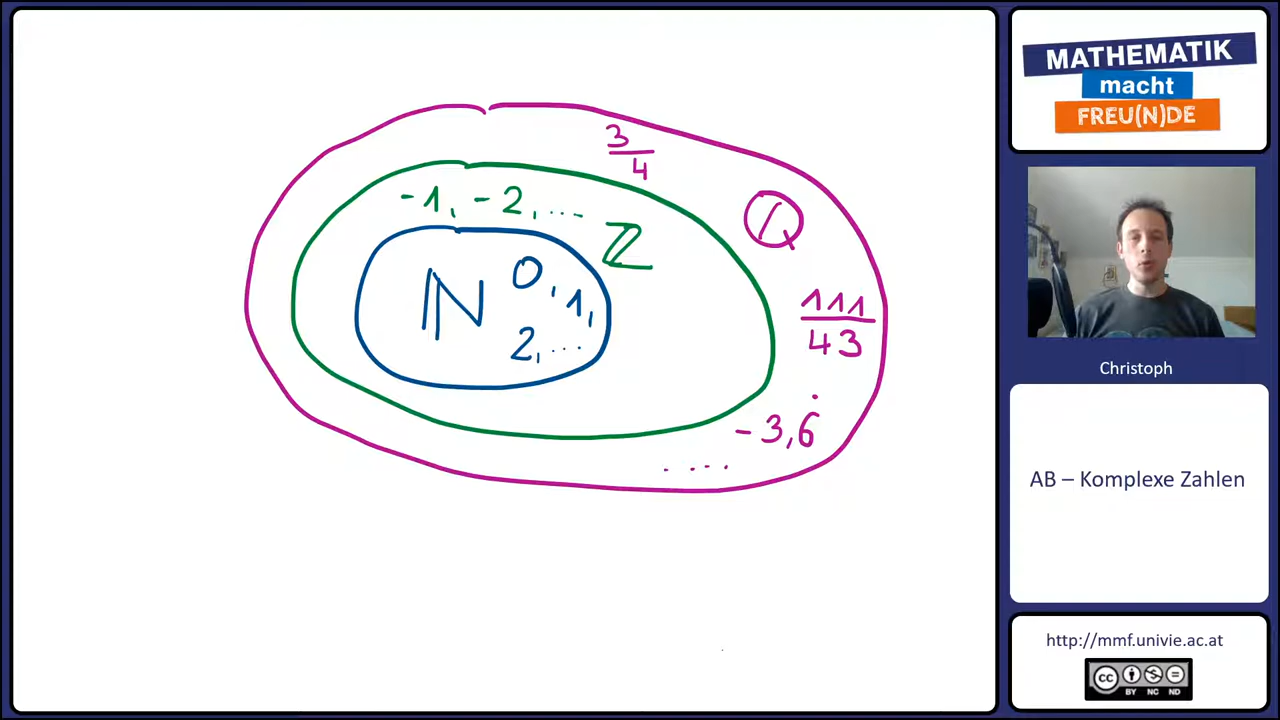 3/4
-1, -2, ....
ℤ
ℚ
ℕ 0, 1,
2, ....
111/43
-3,6̇
....
MATHEMATIK
macht
FREU(N)DE
Christoph
AB – Komplexe Zahlen
http://mmf.univie.ac.at
cc
BY NC ND